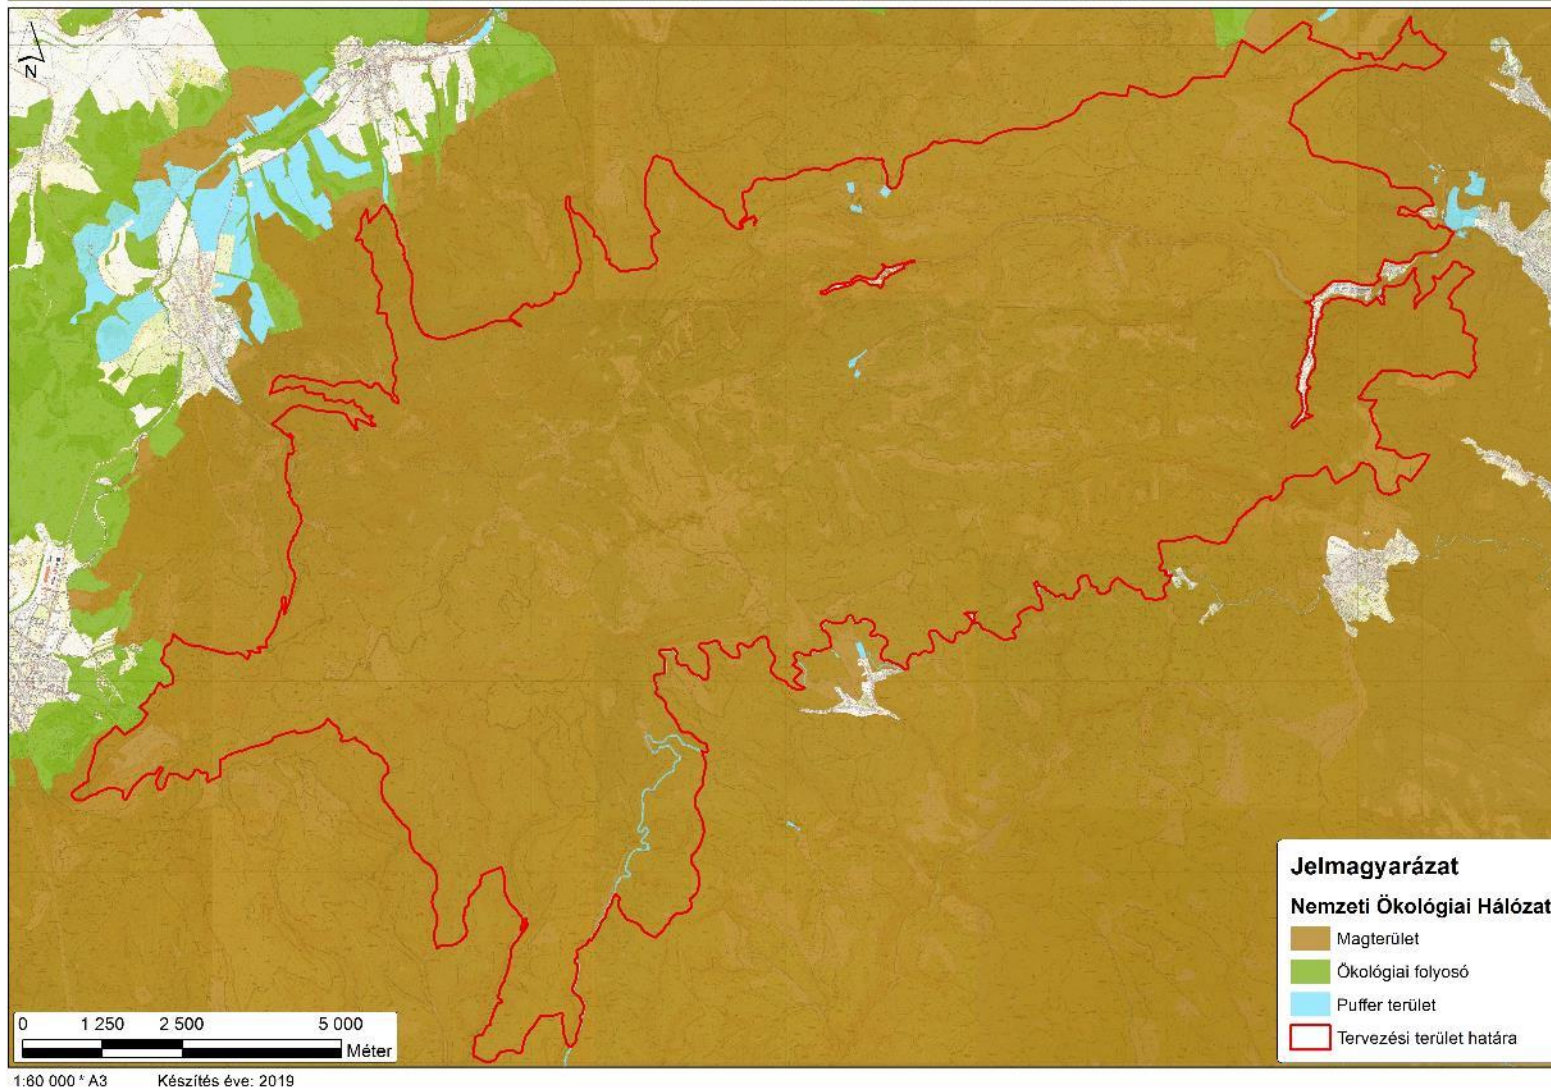 N
Jelmagyarázat
Nemzeti Ökológiai Hálózat
Magterület
Ökológiai folyosó
Puffer terület
Tervezési terület határa
0 1 250 2 500 5 000
Méter
1:60 000 * A3 Készítés éve: 2019